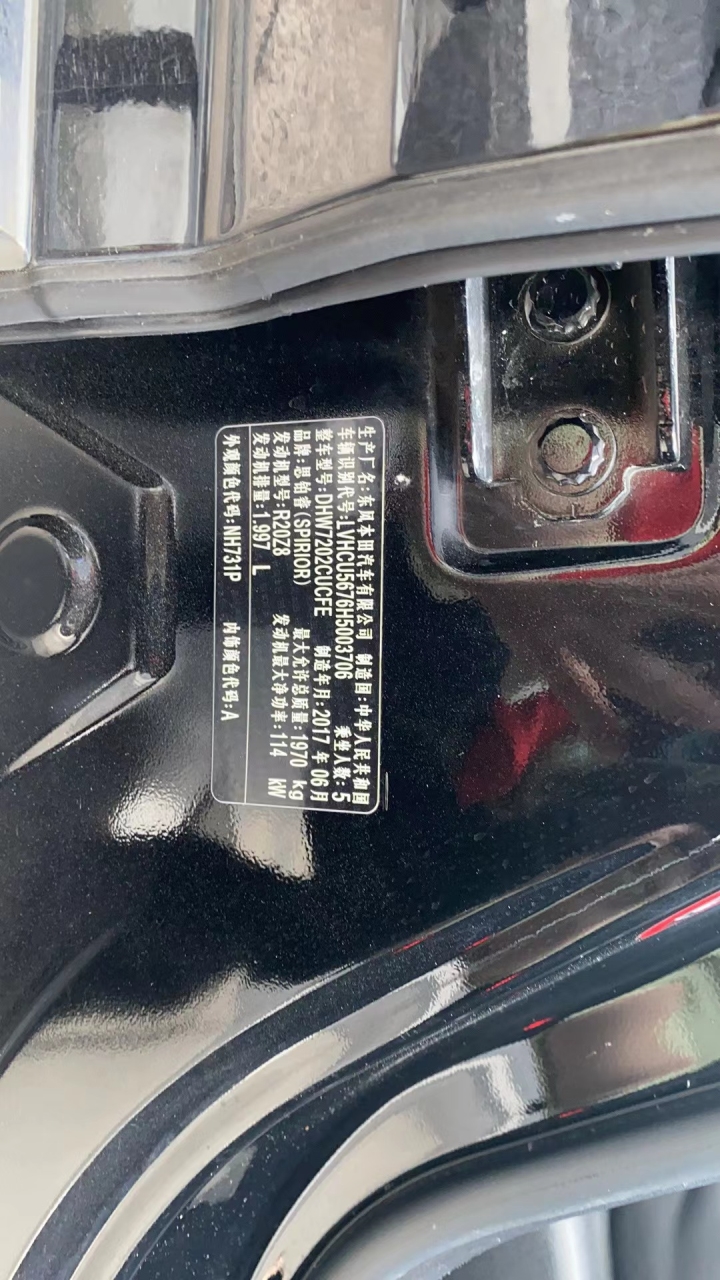 生产厂名:东风本田汽车有限公司 制造国:中华人民共和国
车辆识别代号:LVHCU5676H5003706 乘坐人数:5
整车型号:DHW7202CUCFE 制造年月:2017年06月
品牌:思铂睿(SPIRIOR) 最大允许总质量:1970 kg
发动机型号:R20Z8 发动机最大净功率:114 kW
发动机排量:1.997 L
外观颜色代码:NH731P 内饰颜色代码:A